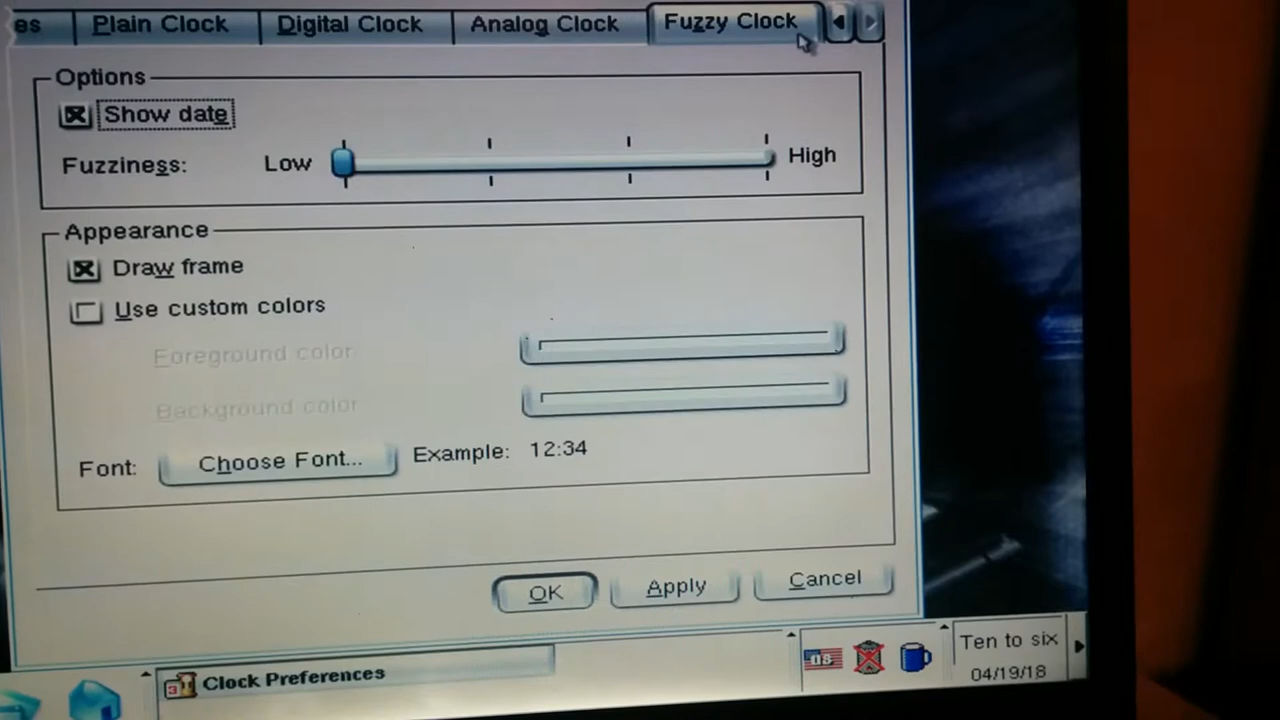 es Plain Clock Digital Clock Analog Clock Fuzzy Clock
Options
Show date
Fuzziness: Low High
Appearance
Draw frame
Use custom colors
Foreground color
Background color
Font: Choose Font... Example: 12:34
OK Apply Cancel
3 Clock Preferences
US
Ten to six
04/19/18